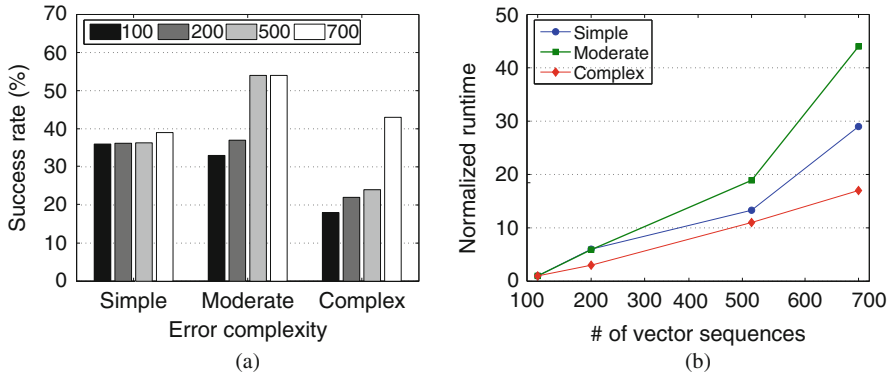 70
60
50
40
30
20
10
0
Success rate (%)
100 200 500 700
Simple Moderate Complex
Error complexity
(a)
50
40
30
20
10
0
Normalized runtime
Simple
Moderate
Complex
100 200 300 400 500 600 700
# of vector sequences
(b)